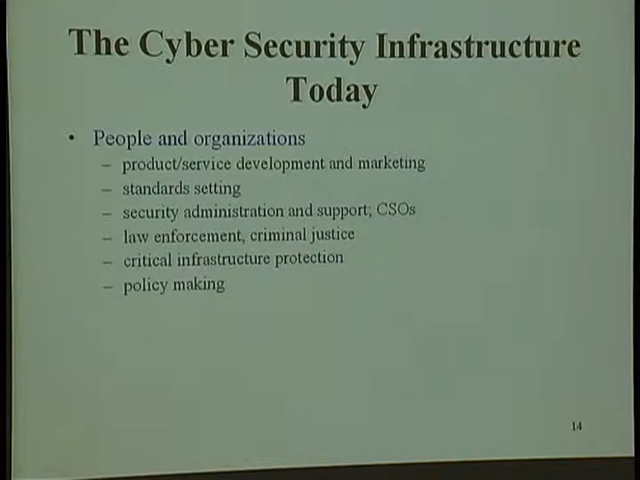 The Cyber Security Infrastructure
Today
• People and organizations
– product/service development and marketing
– standards setting
– security administration and support; CSOs
– law enforcement, criminal justice
– critical infrastructure protection
– policy making
14